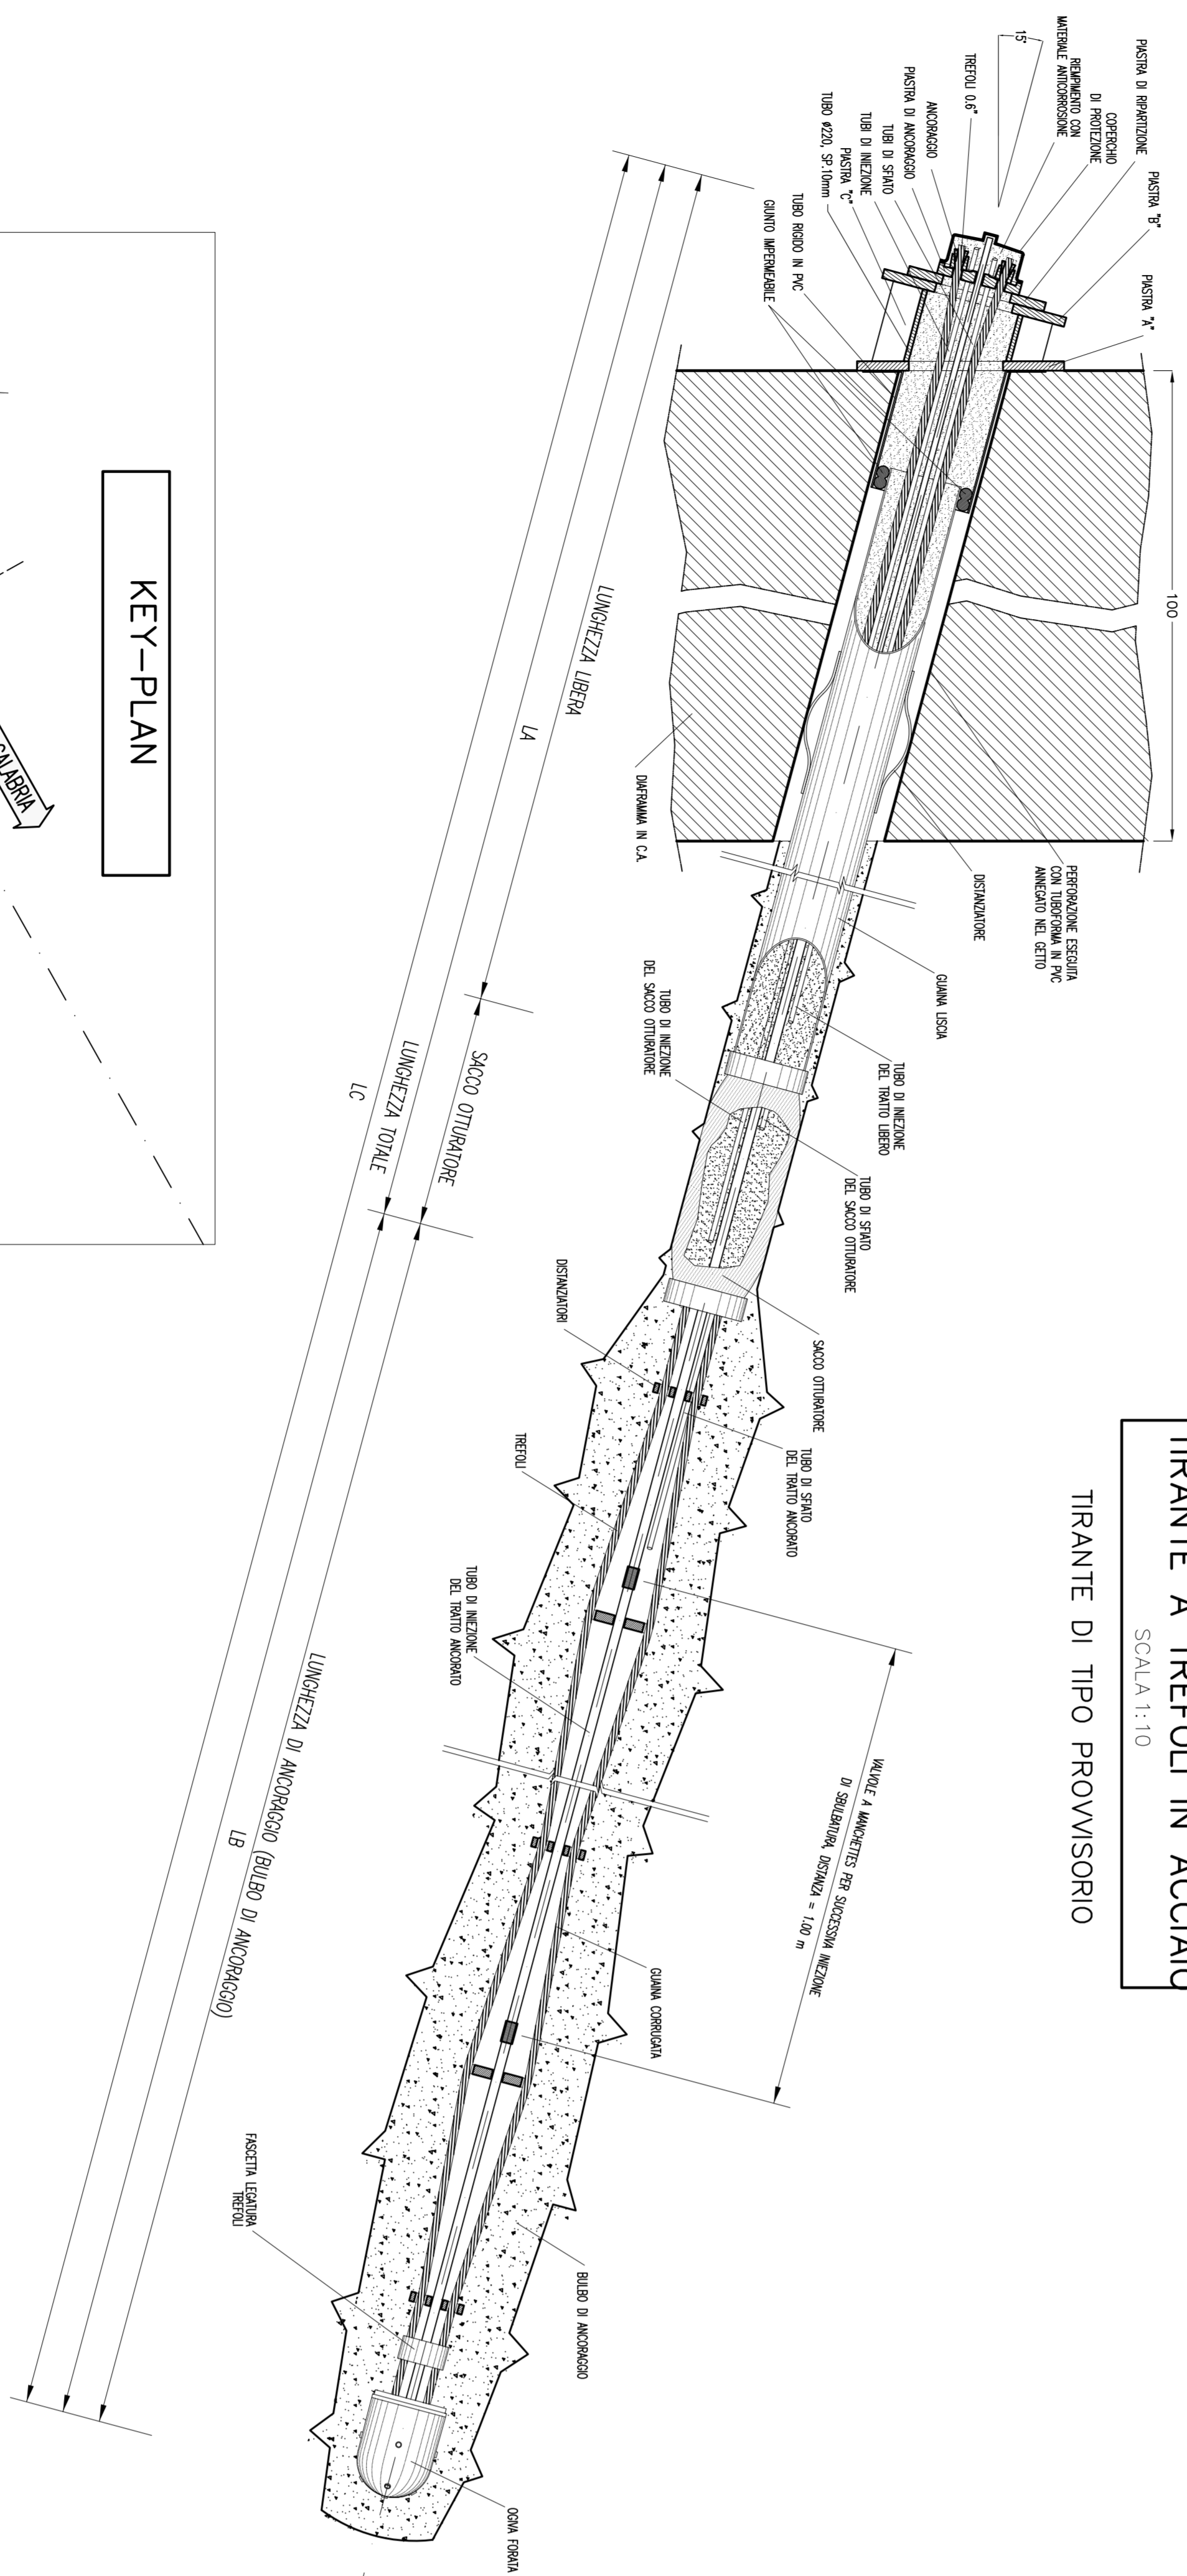 TIRANTE A TREFOLI IN ACCIAIO
SCALA 1:10
TIRANTE DI TIPO PROVVISORIO
100
15°
PIASTRA "A"
PIASTRA "B"
PIASTRA DI RIPARTIZIONE
COPERCHIO
DI PROTEZIONE
RIEMPIMENTO CON
MATERIALE ANTICORROSIONE
TREFOLI 0.6"
ANCORAGGIO
PIASTRA DI ANCORAGGIO
TUBI DI SFIATO
TUBI DI INIEZIONE
PIASTRA "C"
TUBO Ø220, SP.10mm
TUBO RIGIDO IN PVC
GIUNTO IMPERMEABILE
PERFORAZIONE ESEGUITA
CON TUBOFORMA IN PVC
ANNEGATO NEL GETTO
DISTANZIATORE
GUAINA LISCIA
DIAFRAMMA IN C.A.
TUBO DI INIEZIONE
DEL TRATTO LIBERO
TUBO DI INIEZIONE
DEL SACCO OTTURATORE
TUBO DI SFIATO
DEL SACCO OTTURATORE
SACCO OTTURATORE
DISTANZIATORI
TUBO DI SFIATO
DEL TRATTO ANCORATO
TREFOLI
TUBO DI INIEZIONE
DEL TRATTO ANCORATO
VALVOLE A MANCHETTES PER SUCCESSIVA INIEZIONE
DI SBULBATURA, DISTANZA = 1.00 m
GUAINA CORRUGATA
BULBO DI ANCORAGGIO
FASCETTA LEGATURA
TREFOLI
OGIVA FORATA
LUNGHEZZA LIBERA
LA
SACCO OTTURATORE
LUNGHEZZA TOTALE
LC
LUNGHEZZA DI ANCORAGGIO (BULBO DI ANCORAGGIO)
LB
KEY-PLAN
CALABRIA